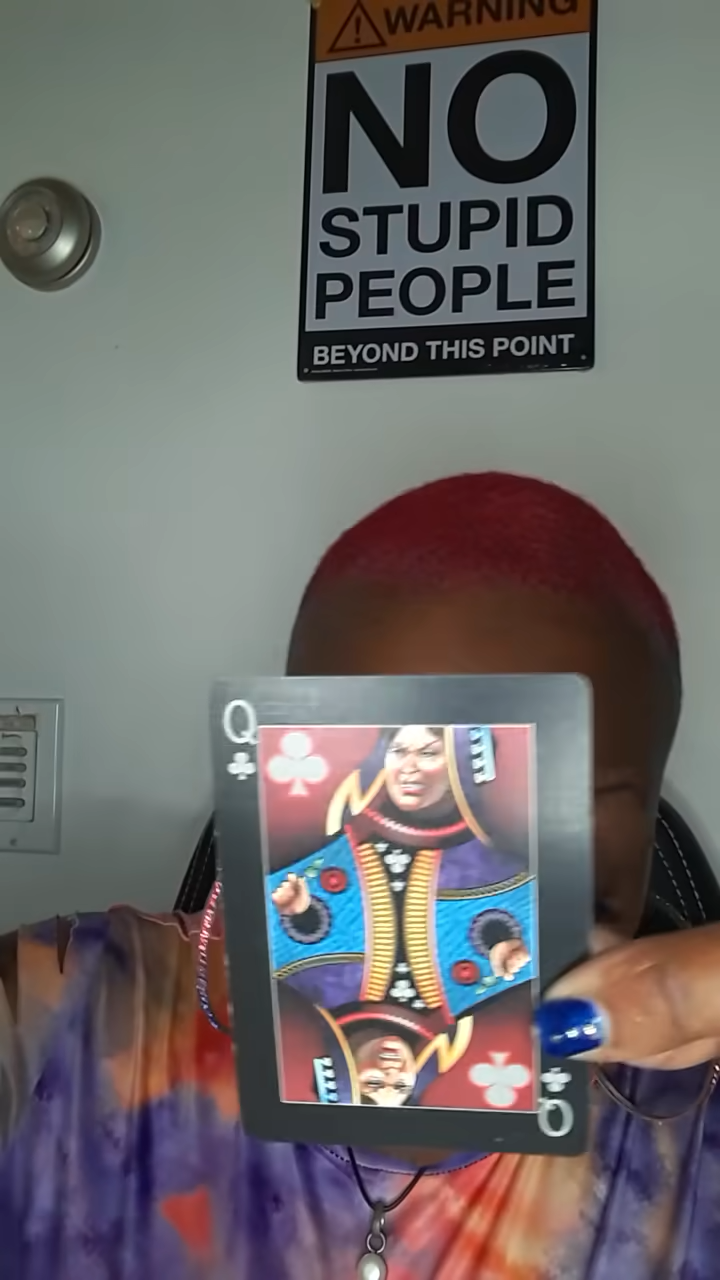 WARNING
NO
STUPID
PEOPLE
BEYOND THIS POINT
Q
Q